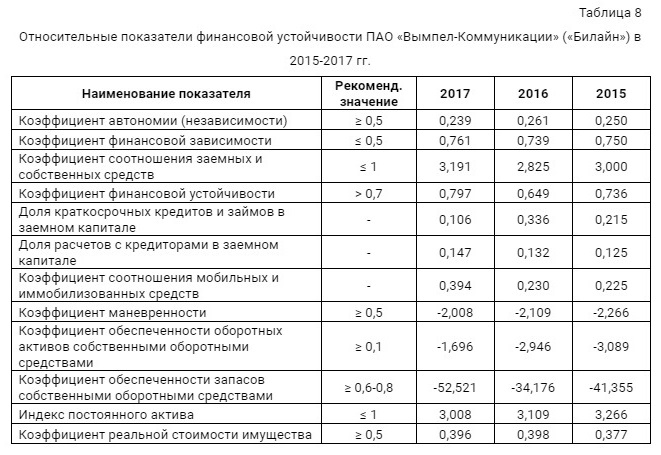 Таблица 8
Относительные показатели финансовой устойчивости ПАО «Вымпел-Коммуникации» («Билайн») в
2015-2017 гг.
Наименование показателя Рекоменд. значение 2017 2016 2015
Коэффициент автономии (независимости) ≥ 0,5 0,239 0,261 0,250
Коэффициент финансовой зависимости ≤ 0,5 0,761 0,739 0,750
Коэффициент соотношения заемных и
собственных средств ≤ 1 3,191 2,825 3,000
Коэффициент финансовой устойчивости > 0,7 0,797 0,649 0,736
Доля краткосрочных кредитов и займов в
заемном капитале - 0,106 0,336 0,215
Доля расчетов с кредиторами в заемном
капитале - 0,147 0,132 0,125
Коэффициент соотношения мобильных и
иммобилизованных средств - 0,394 0,230 0,225
Коэффициент маневренности ≥ 0,5 -2,008 -2,109 -2,266
Коэффициент обеспеченности оборотных
активов собственными оборотными
средствами ≥ 0,1 -1,696 -2,946 -3,089
Коэффициент обеспеченности запасов
собственными оборотными средствами ≥ 0,6-0,8 -52,521 -34,176 -41,355
Индекс постоянного актива ≤ 1 3,008 3,109 3,266
Коэффициент реальной стоимости имущества ≥ 0,5 0,396 0,398 0,377